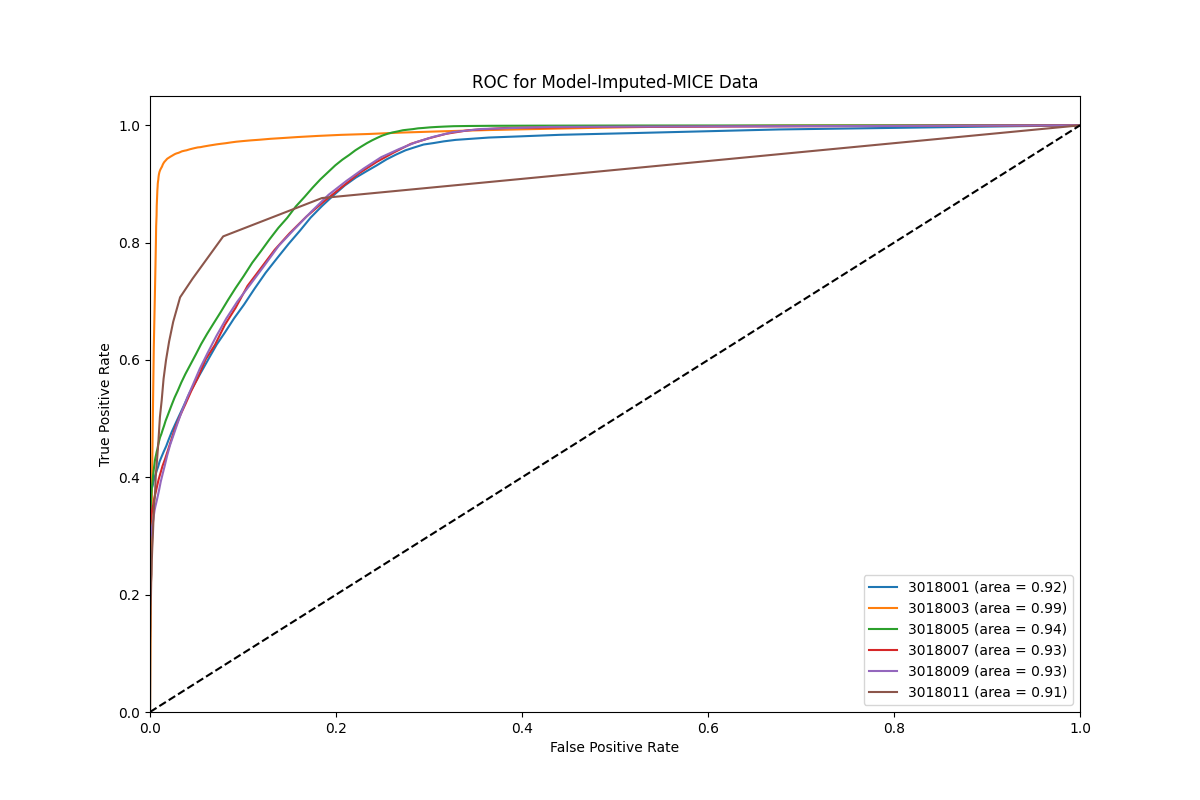 ROC for Model-Imputed-MICE Data
True Positive Rate
1.0
0.8
0.6
0.4
0.2
0.0
3018001 (area = 0.92)
3018003 (area = 0.99)
3018005 (area = 0.94)
3018007 (area = 0.93)
3018009 (area = 0.93)
3018011 (area = 0.91)
0.0 0.2 0.4 0.6 0.8 1.0
False Positive Rate